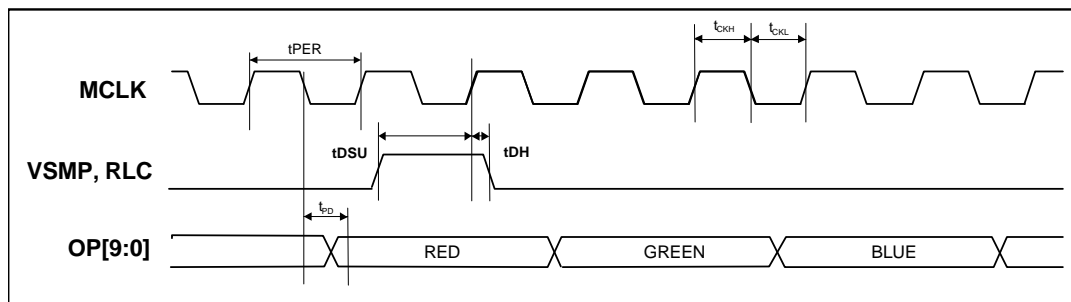 tPER
tCKH
tCKL
MCLK
tDSU
tDH
VSMP, RLC
tPD
OP[9:0]
RED
GREEN
BLUE